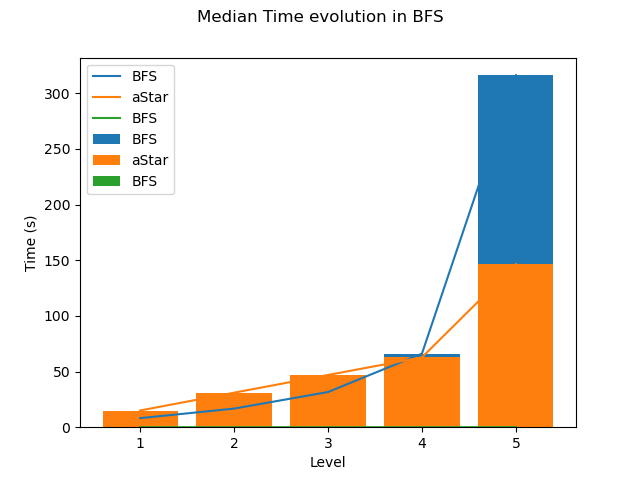 Median Time evolution in BFS
BFS
aStar
BFS
BFS
aStar
BFS
300
250
200
150
100
50
0
Time (s)
1 2 3 4 5
Level